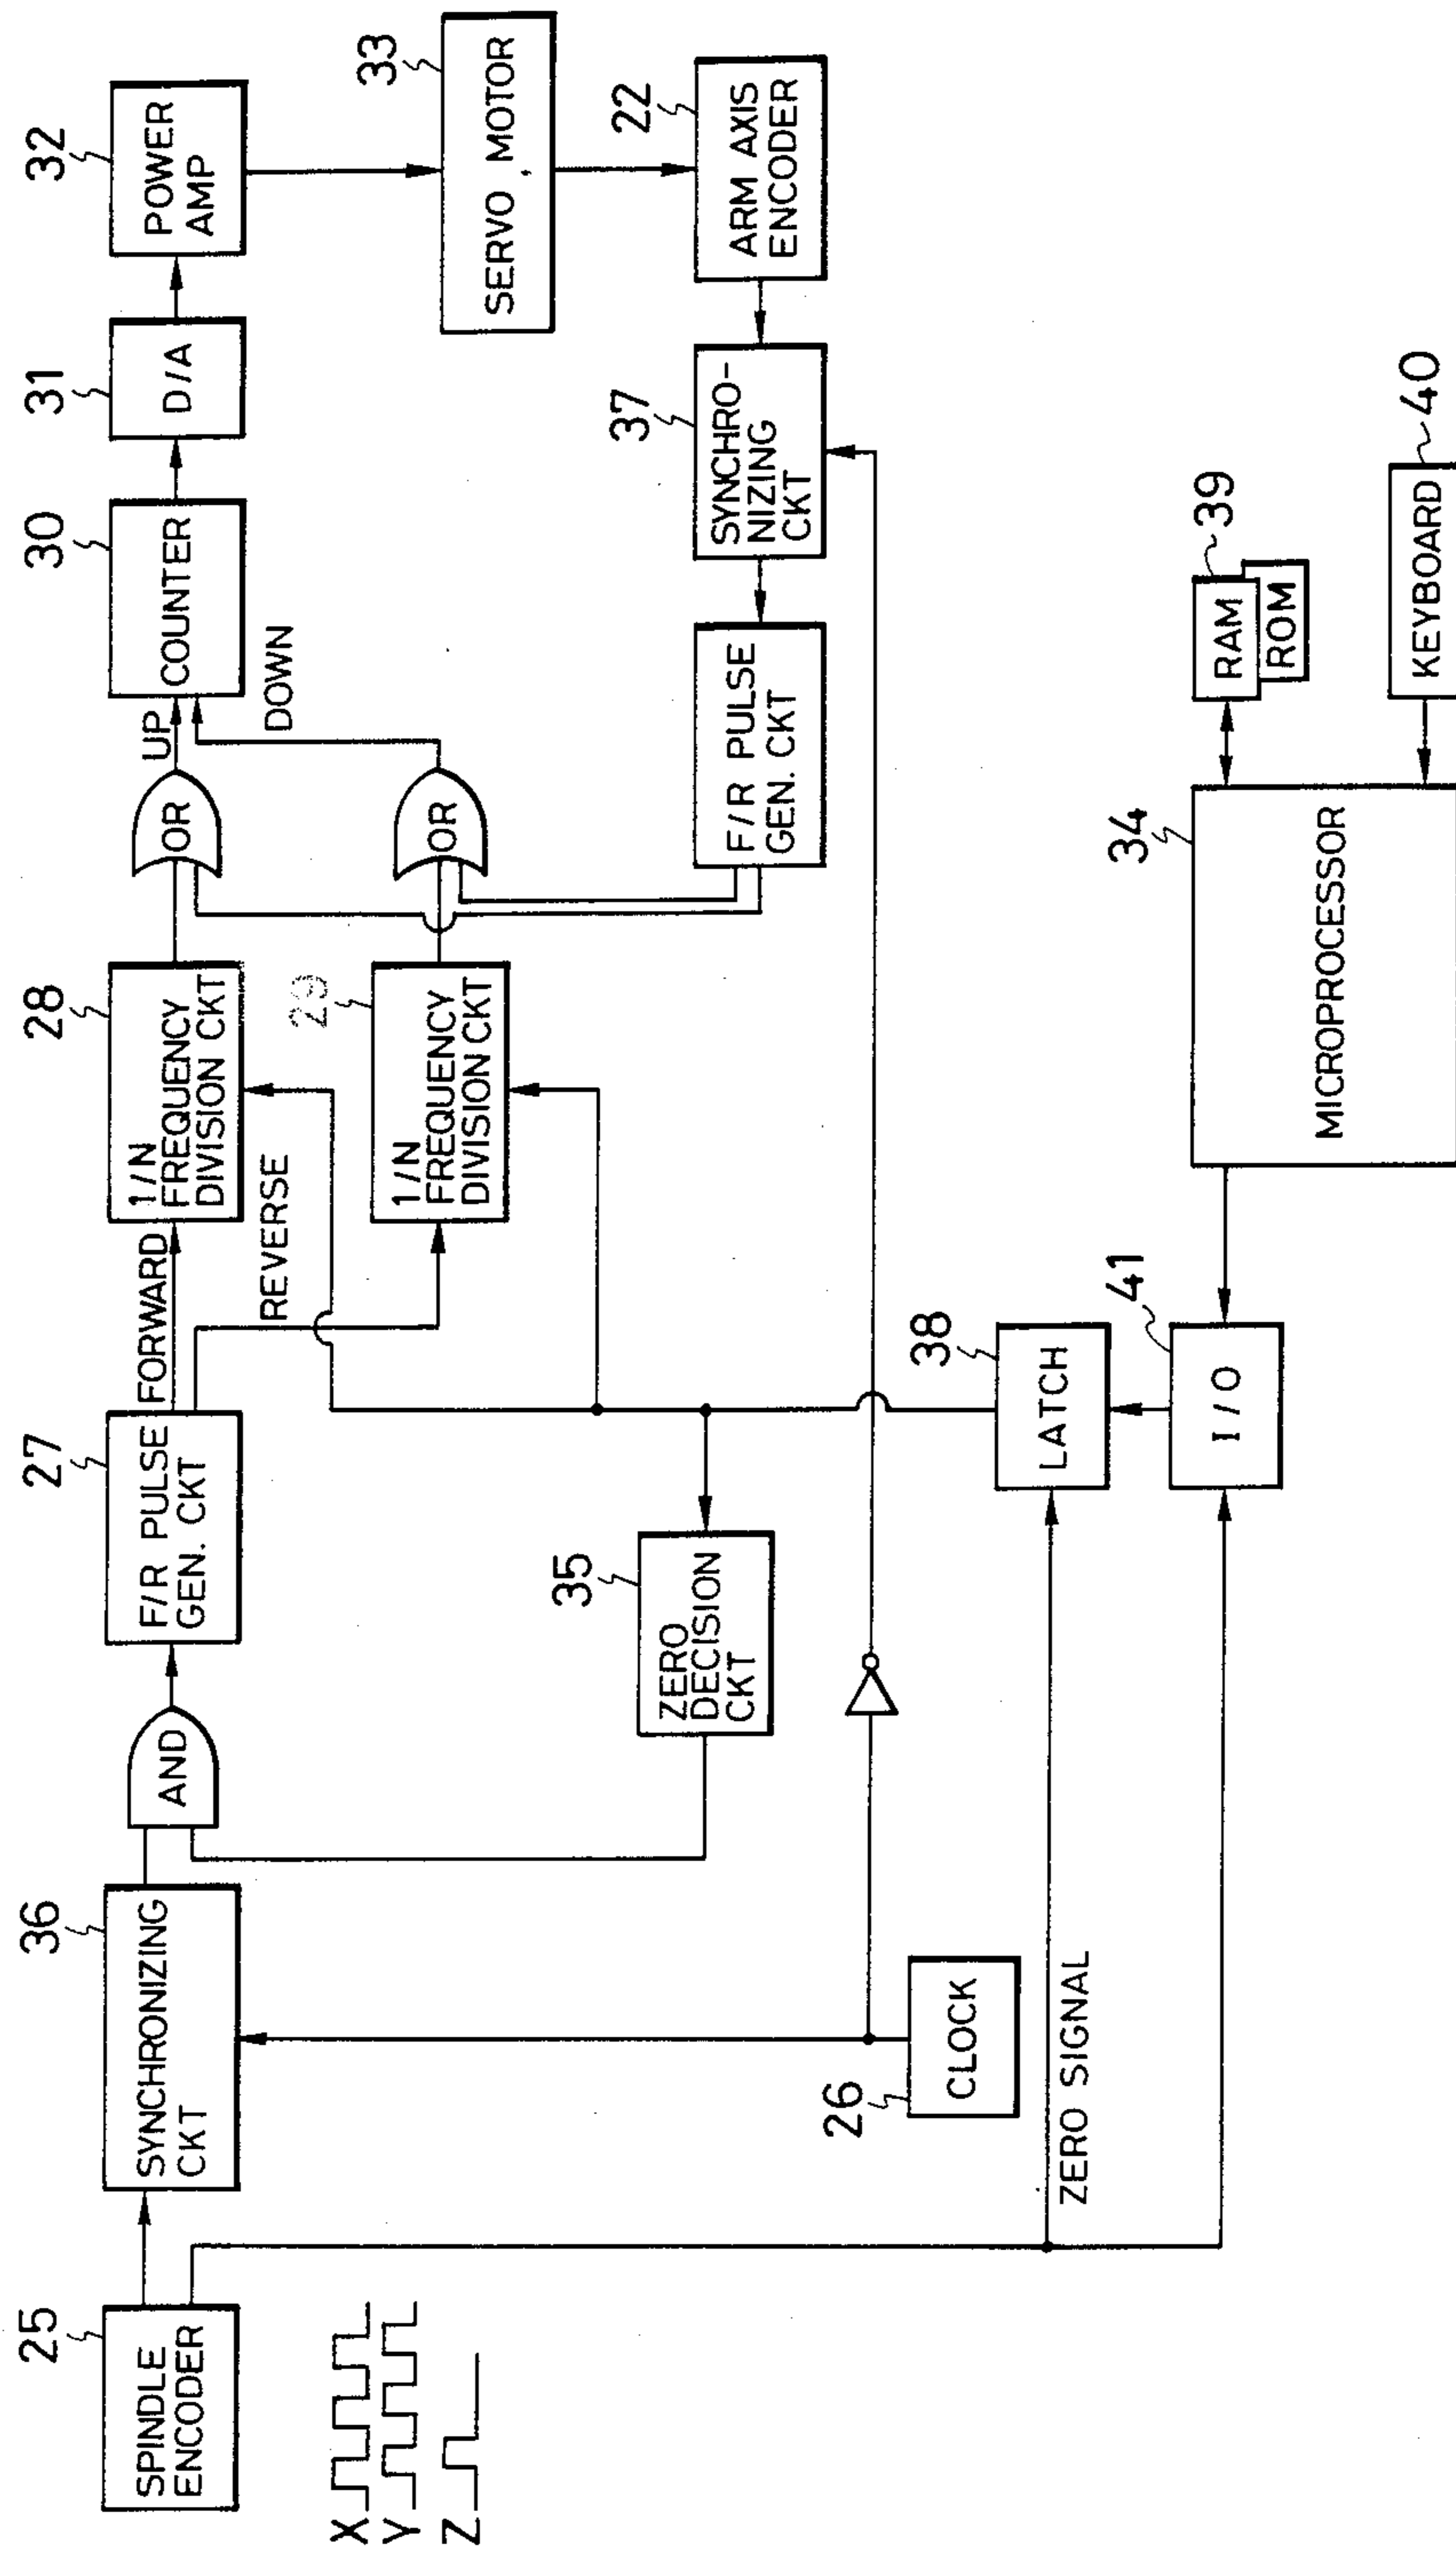 25
SPINDLE
ENCODER
X
Y
Z
36
SYNCHRONIZING
CKT
AND
27
F/R PULSE
GEN. CKT
FORWARD
REVERSE
28
1/N
FREQUENCY
DIVISION CKT
29
1/N
FREQUENCY
DIVISION CKT
OR
OR
UP
DOWN
30
COUNTER
31
D/A
32
POWER
AMP
33
SERVO MOTOR
22
ARM AXIS
ENCODER
37
SYNCHRO-
NIZING
CKT
F/R PULSE
GEN. CKT
35
ZERO
DECISION
CKT
26
CLOCK
ZERO SIGNAL
38
LATCH
41
I/O
34
MICROPROCESSOR
39
RAM
ROM
40
KEYBOARD